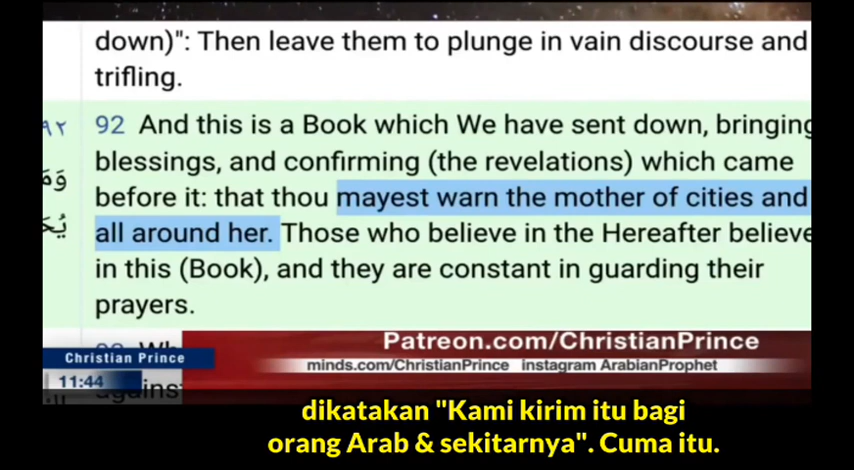 down)": Then leave them to plunge in vain discourse and
trifling.
٩٢
92 And this is a Book which We have sent down, bringing
blessings, and confirming (the revelations) which came
before it: that thou mayest warn the mother of cities and
all around her. Those who believe in the Hereafter believe
in this (Book), and they are constant in guarding their
prayers.
Patreon.com/ChristianPrince
Christian Prince
minds.com/ChristianPrince instagram ArabianProphet
11:44
dikatakan "Kami kirim itu bagi
orang Arab & sekitarnya". Cuma itu.